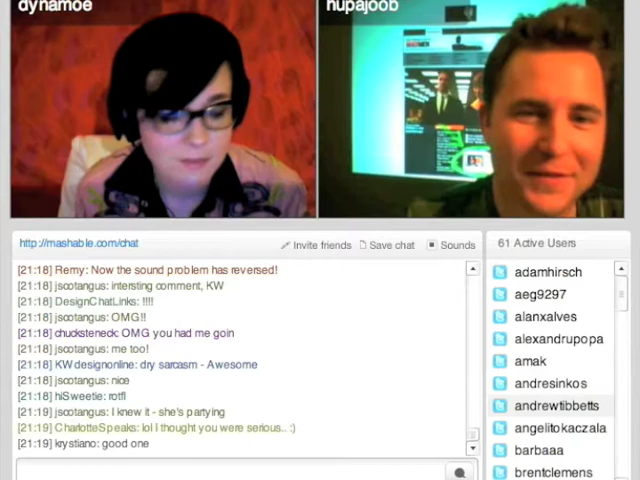 dynamoe
hupajoob
http://mashable.com/chat
Invite friends
Save chat
Sounds
61 Active Users
[21:18] Remy: Now the sound problem has reversed!
[21:18] jscotangus: intersting comment, KW
[21:18] DesignChatLinks: !!!!
[21:18] jscotangus: OMG!!
[21:18] chucksteneck: OMG you had me goin
[21:18] jscotangus: me too!
[21:18] KWdesignonline: dry sarcasm - Awesome
[21:18] jscotangus: nice
[21:18] hiSweetie: rotfl
[21:19] jscotangus: I knew it - she's partying
[21:19] CharlotteSpeaks: lol I thought you were serious.. :)
[21:19] krystiano: good one
adamhirsch
aeg9297
alanxalves
alexandrupopa
amak
andresinkos
andrewtibbetts
angelitokaczala
barbaaa
brentclemens